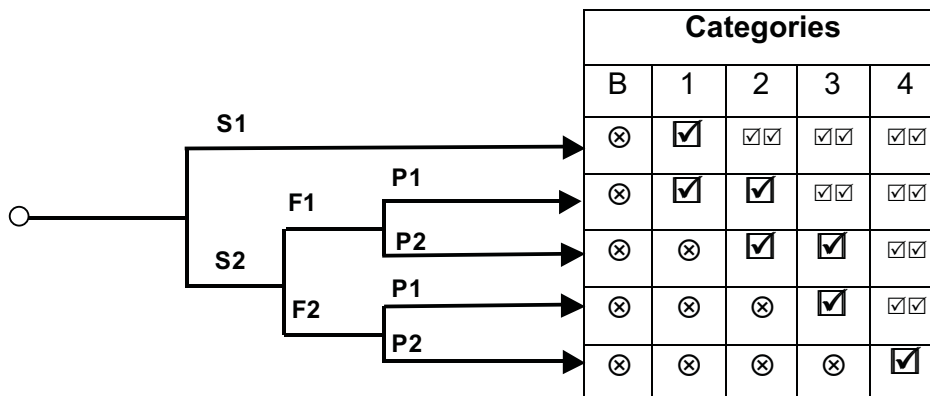 Categories
B 1 2 3 4
S1 ⊗ ☑ ☑☑ ☑☑ ☑☑
P1
F1 ⊗ ☑ ☑ ☑☑ ☑☑
P2
S2 ⊗ ⊗ ☑ ☑ ☑☑
P1
F2 ⊗ ⊗ ⊗ ☑ ☑☑
P2
⊗ ⊗ ⊗ ⊗ ☑